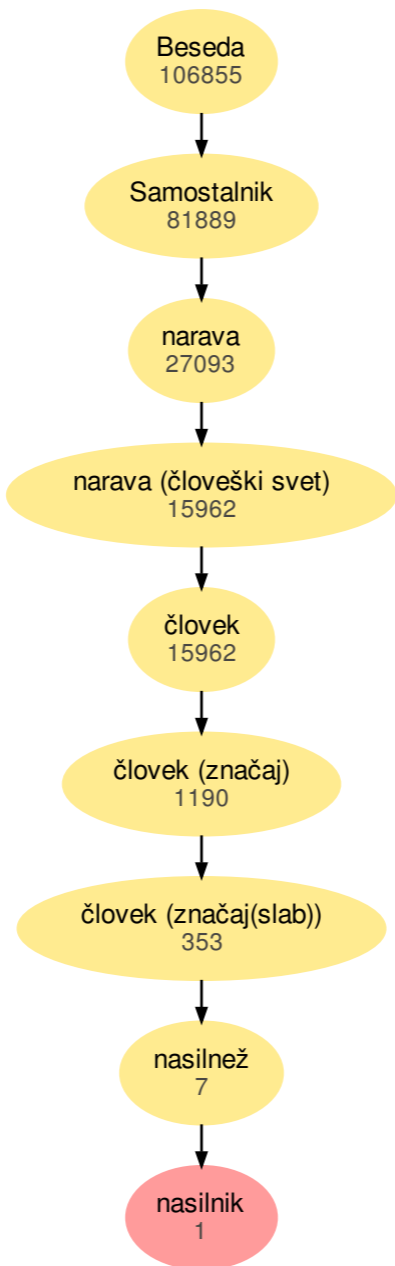 Beseda
106855
Samostalnik
81889
narava
27093
narava (človeški svet)
15962
človek
15962
človek (značaj)
1190
človek (značaj(slab))
353
nasilnež
7
nasilnik
1